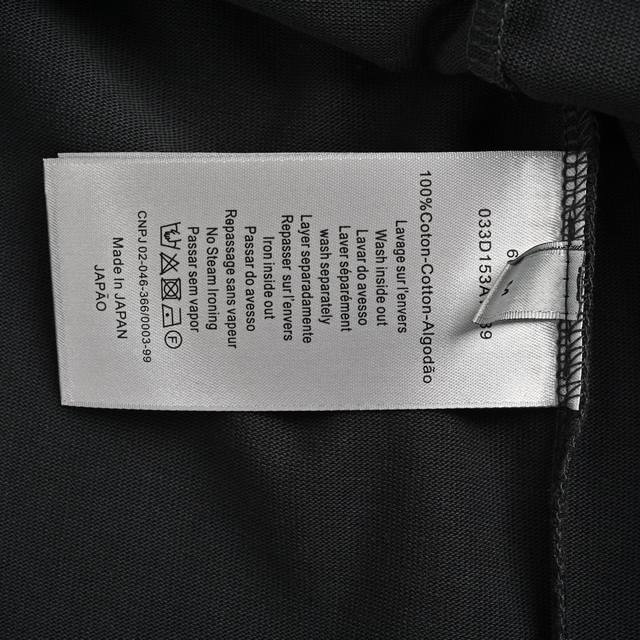 033D153A
100%Coton-Cotton-Algodão
Lavage sur l'envers
Wash inside out
Lavar do avesso
Laver séparément
wash separately
Layer separadamente
Repasser sur l'envers
Iron inside out
Passar do avesso
Repassage sans vapeur
No Steam Ironing
Passar sem vapor
CNPJ 02-046-366/0003-99
Made In JAPAN
JAPÃO